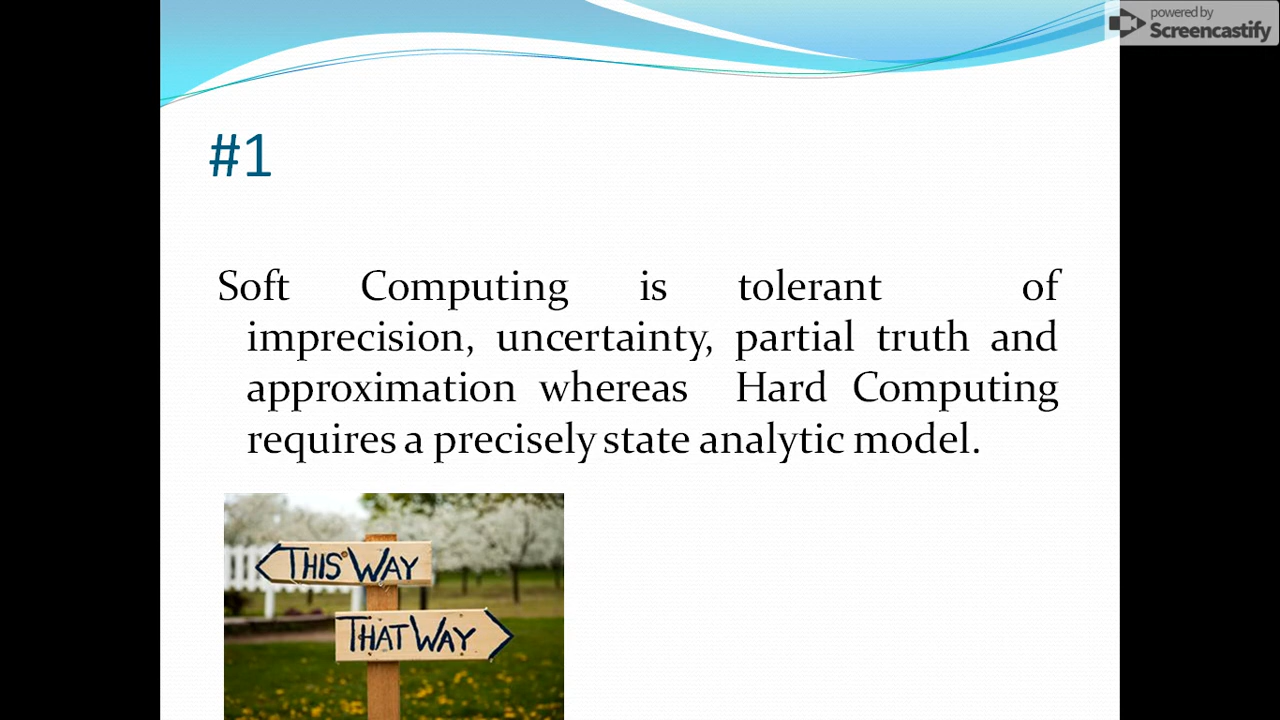 powered by
Screencastify
#1
Soft Computing is tolerant of
imprecision, uncertainty, partial truth and
approximation whereas Hard Computing
requires a precisely state analytic model.
THIS WAY
THAT WAY